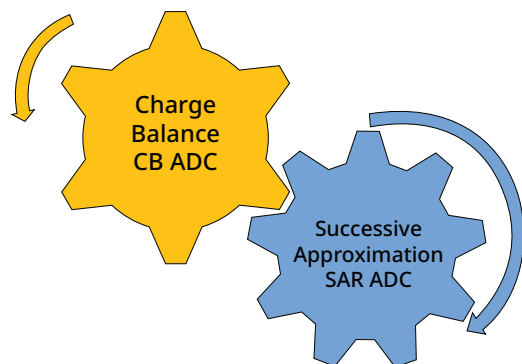 Charge
Balance
CB ADC
Successive
Approximation
SAR ADC